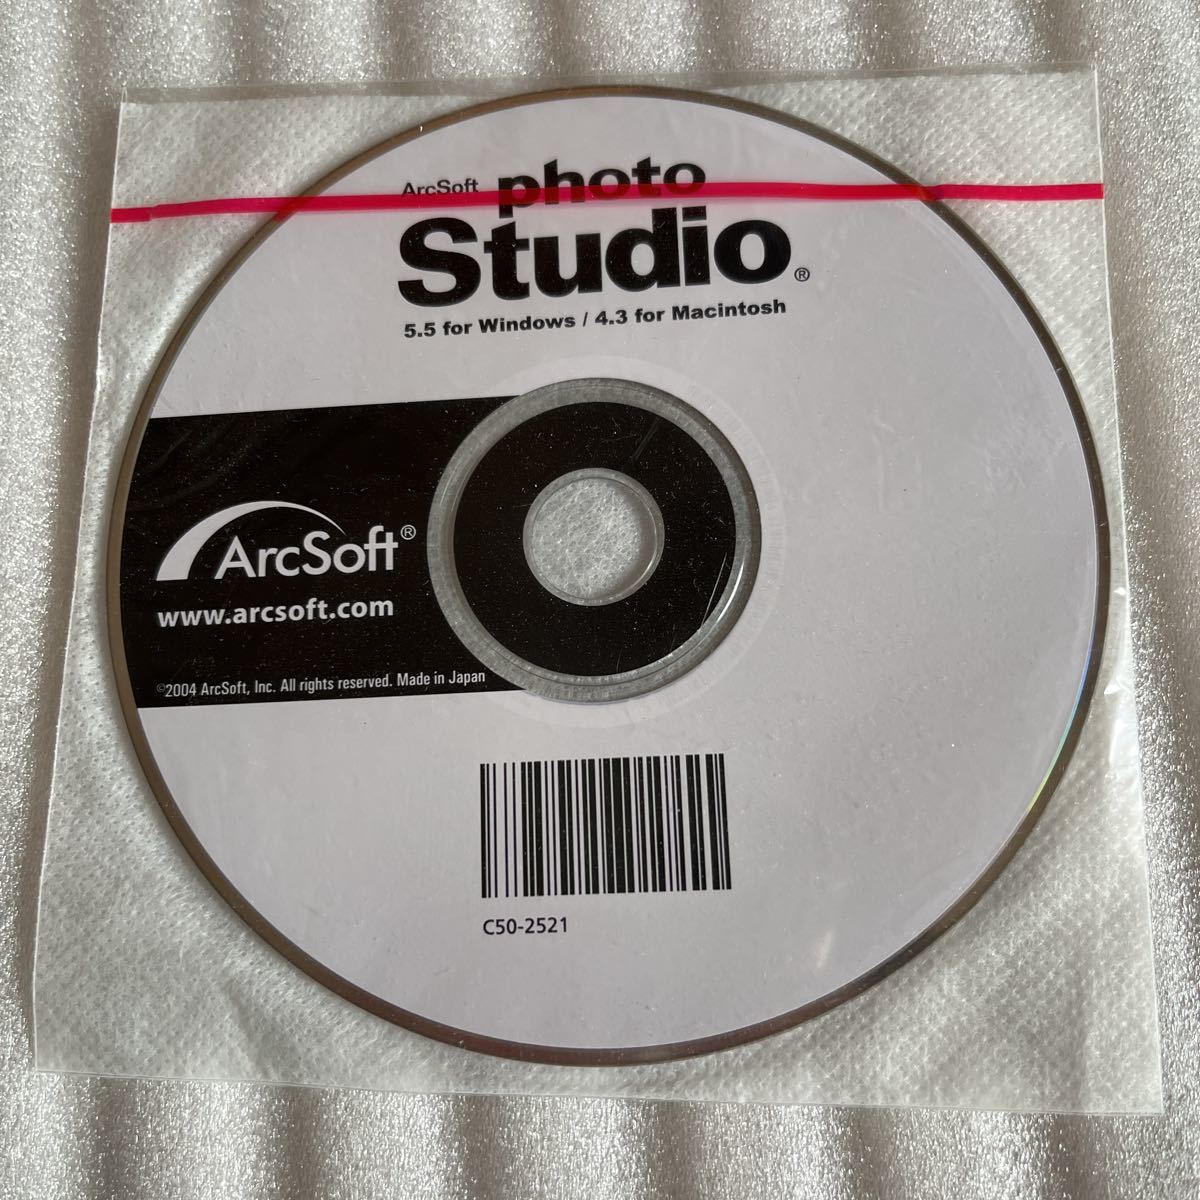 ArcSoft photo
Studio®
5.5 for Windows / 4.3 for Macintosh
ArcSoft®
www.arcsoft.com
©2004 ArcSoft, Inc. All rights reserved. Made in Japan
C50-2521